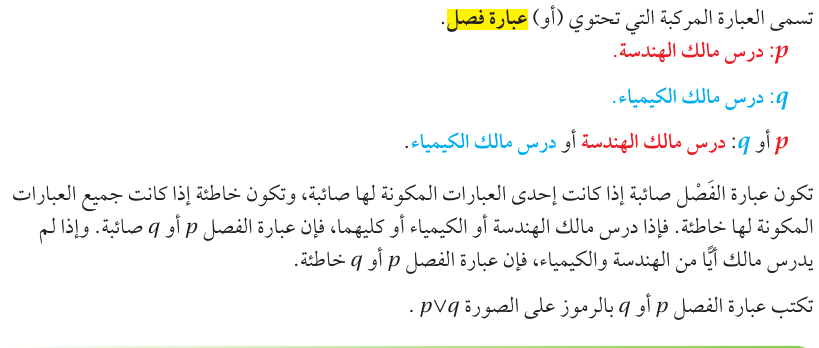 تسمى العبارة المركبة التي تحتوي (أو) عبارة فصل.
p: درس مالك الهندسة.
q: درس مالك الكيمياء.
p أو q: درس مالك الهندسة أو درس مالك الكيمياء.
تكون عبارة الفَصْل صائبة إذا كانت إحدى العبارات المكونة لها صائبة، وتكون خاطئة إذا كانت جميع العبارات
المكونة لها خاطئة. فإذا درس مالك الهندسة أو الكيمياء أو كليهما، فإن عبارة الفصل p أو q صائبة. وإذا لم
يدرس مالك أيًّا من الهندسة والكيمياء، فإن عبارة الفصل p أو q خاطئة.
تكتب عبارة الفصل p أو q بالرموز على الصورة p∨q .